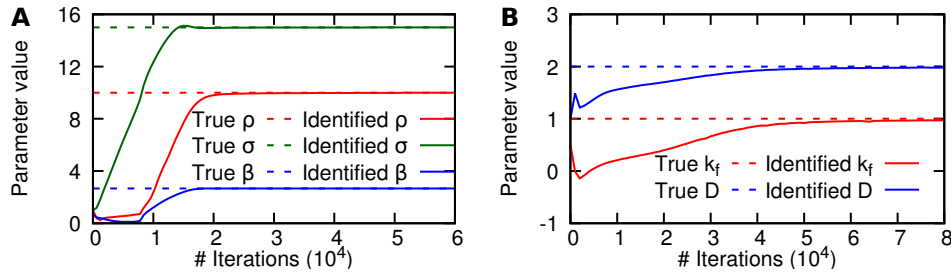 A
B
Parameter value
16
12
8
4
0
True ρ
Identified ρ
True σ
Identified σ
True β
Identified β
0 1 2 3 4 5 6
# Iterations (10⁴)
Parameter value
3
2
1
0
-1
True k_f
Identified k_f
True D
Identified D
0 1 2 3 4 5 6 7 8
# Iterations (10⁴)